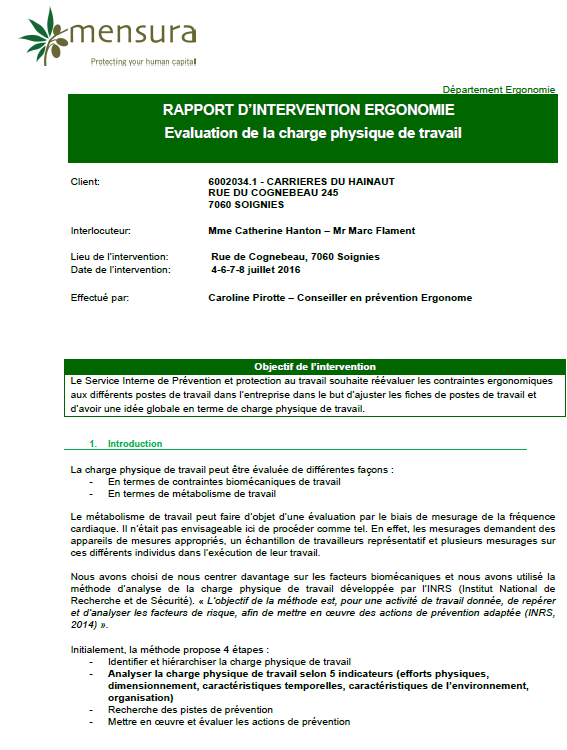 mensura
Protecting your human capital
Département Ergonomie
RAPPORT D'INTERVENTION ERGONOMIE
Evaluation de la charge physique de travail
Client: 6002034.1 - CARRIERES DU HAINAUT
RUE DU COGNEBEAU 245
7060 SOIGNIES
Interlocuteur: Mme Catherine Hanton – Mr Marc Flament
Lieu de l'intervention: Rue de Cognebeau, 7060 Soignies
Date de l'intervention: 4-6-7-8 juillet 2016
Effectué par: Caroline Pirotte – Conseiller en prévention Ergonome
Objectif de l'intervention
Le Service Interne de Prévention et protection au travail souhaite réévaluer les contraintes ergonomiques
aux différents postes de travail dans l'entreprise dans le but d'ajuster les fiches de postes de travail et
d'avoir une idée globale en terme de charge physique de travail.
1. Introduction
La charge physique de travail peut être évaluée de différentes façons :
- En termes de contraintes biomécaniques de travail
- En termes de métabolisme de travail
Le métabolisme de travail peut faire d'objet d'une évaluation par le biais de mesurage de la fréquence
cardiaque. Il n'était pas envisageable ici de procéder comme tel. En effet, les mesurages demandent des
appareils de mesures appropriés, un échantillon de travailleurs représentatif et plusieurs mesurages sur
ces différents individus dans l'exécution de leur travail.
Nous avons choisi de nous centrer davantage sur les facteurs biomécaniques et nous avons utilisé la
méthode d'analyse de la charge physique de travail développée par l'INRS (Institut National de
Recherche et de Sécurité). « L'objectif de la méthode est, pour une activité de travail donnée, de repérer
et d'analyser les facteurs de risque, afin de mettre en œuvre des actions de prévention adaptée (INRS,
2014) ».
Initialement, la méthode propose 4 étapes :
- Identifier et hiérarchiser la charge physique de travail
- Analyser la charge physique de travail selon 5 indicateurs (efforts physiques,
dimensionnement, caractéristiques temporelles, caractéristiques de l'environnement,
organisation)
- Recherche des pistes de prévention
- Mettre en œuvre et évaluer les actions de prévention